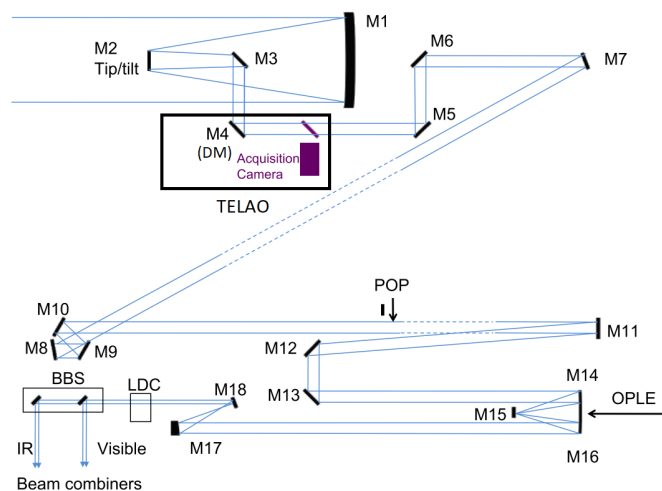 M1
M2
Tip/tilt
M3
M6
M7
M5
M4
(DM)
Acquisition
Camera
TELAO
POP
M10
M11
M8
M9
M12
BBS
LDC
M18
M13
M14
M15
OPLE
IR
Visible
M17
M16
Beam combiners